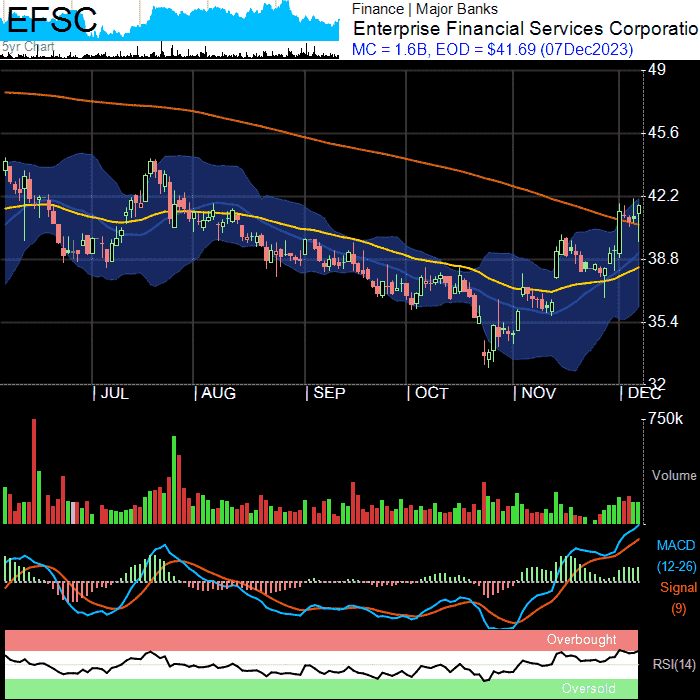 EFSC
5yr Chart
Finance | Major Banks
Enterprise Financial Services Corporatio
MC = 1.6B, EOD = $41.69 (07Dec2023)
49
45.6
42.2
38.8
35.4
32
JUL
AUG
SEP
OCT
NOV
DEC
750k
Volume
MACD
(12-26)
Signal
(9)
Overbought
RSI(14)
Oversold